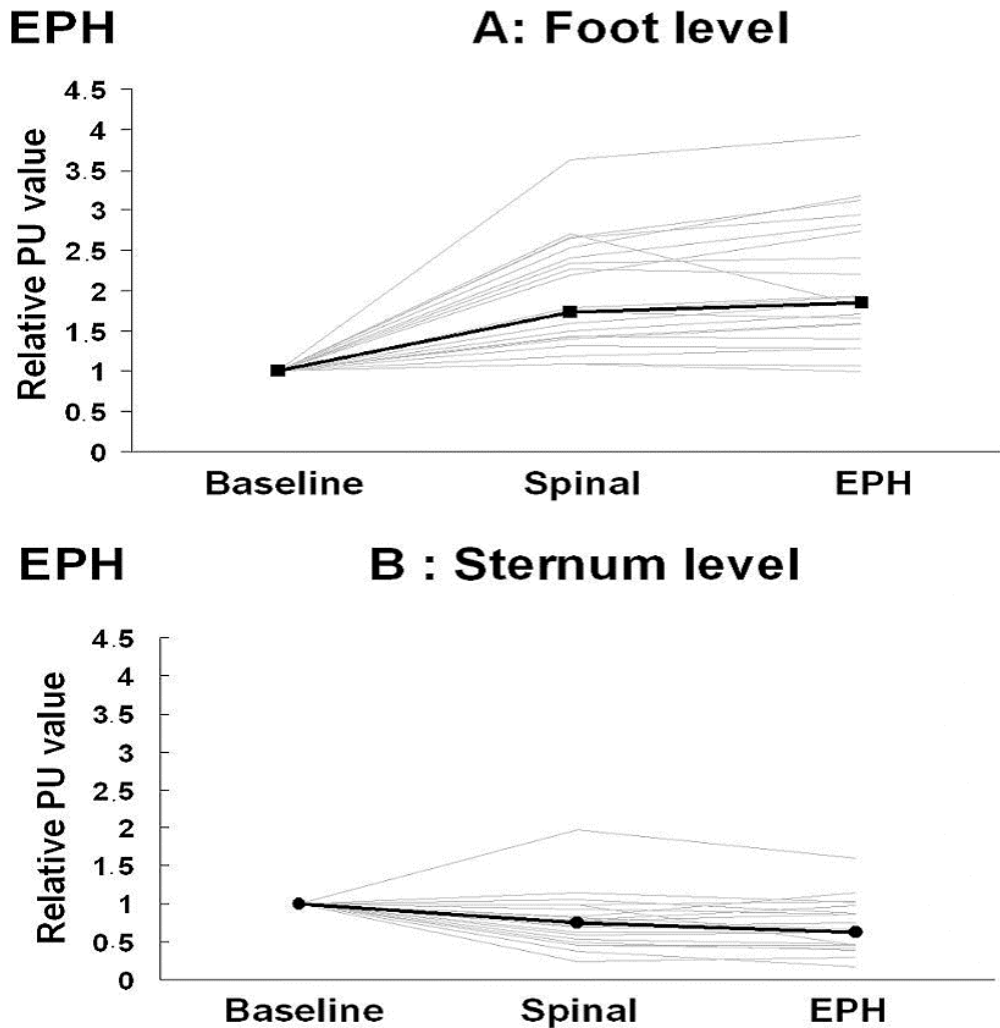 EPH
A: Foot level
Relative PU value
4.5
4
3.5
3
2.5
2
1.5
1
0.5
0
Baseline Spinal EPH
EPH
B : Sternum level
Relative PU value
4.5
4
3.5
3
2.5
2
1.5
1
0.5
0
Baseline Spinal EPH